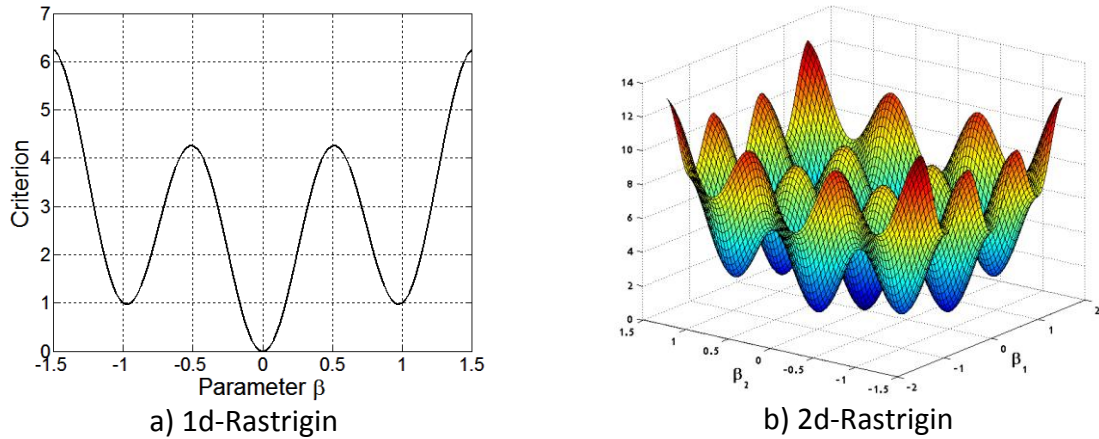 7
6
5
4
3
2
1
0
Criterion
-1.5 -1 -0.5 0 0.5 1 1.5
Parameter β
a) 1d-Rastrigin
14
12
10
8
6
4
2
0
1.5 1 0.5 0 -0.5 -1 -1.5
β2
-2 -1 0 1 2
β1
b) 2d-Rastrigin